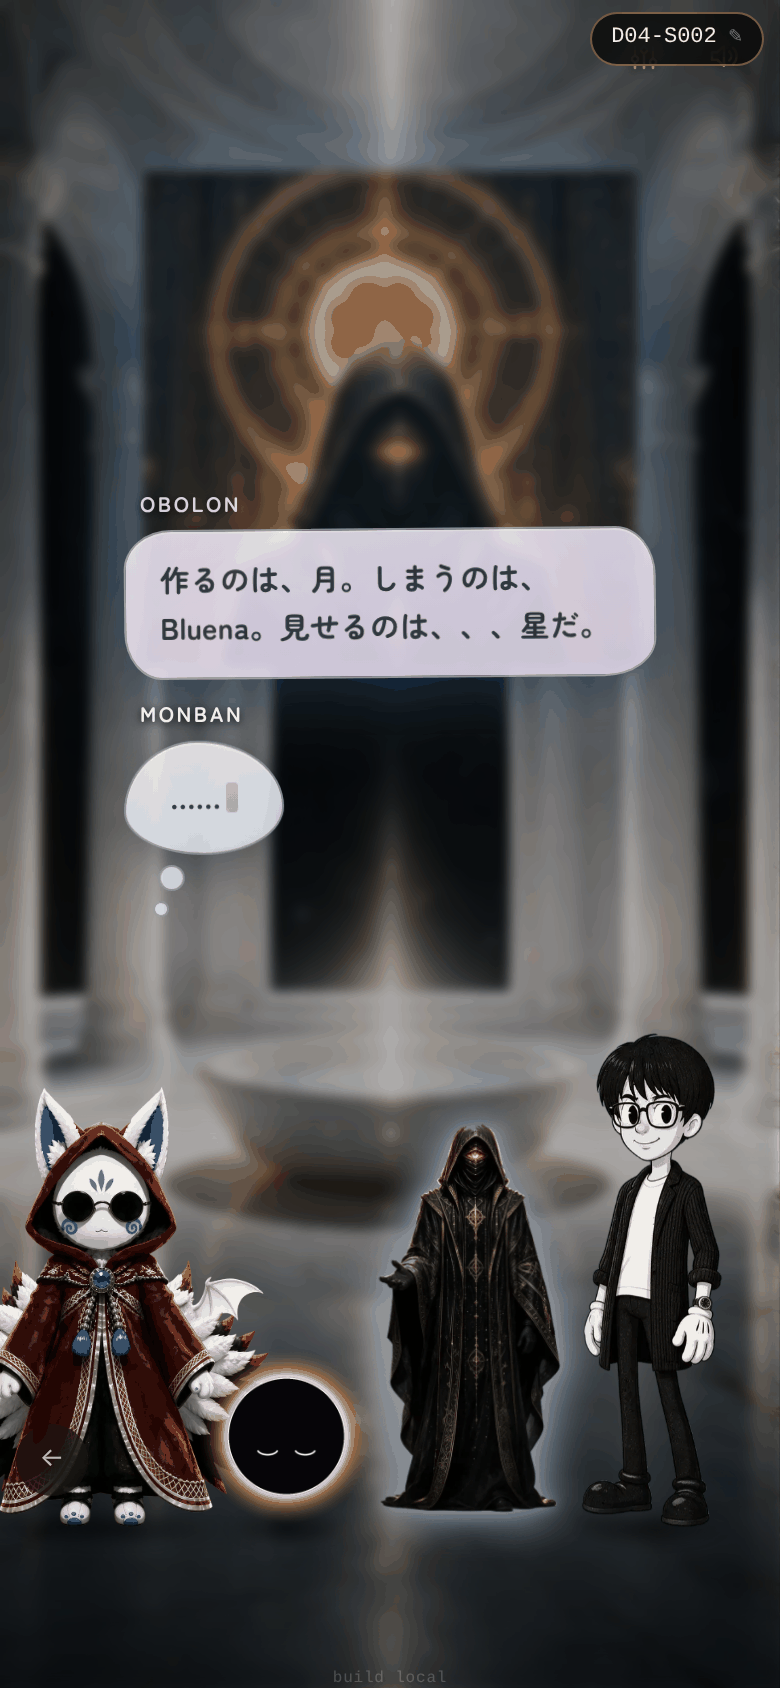 D04-S002 ✎
OBOLON
作るのは、月。しまうのは、
Bluena。見せるのは、、、星だ。
MONBAN
……
←
build local